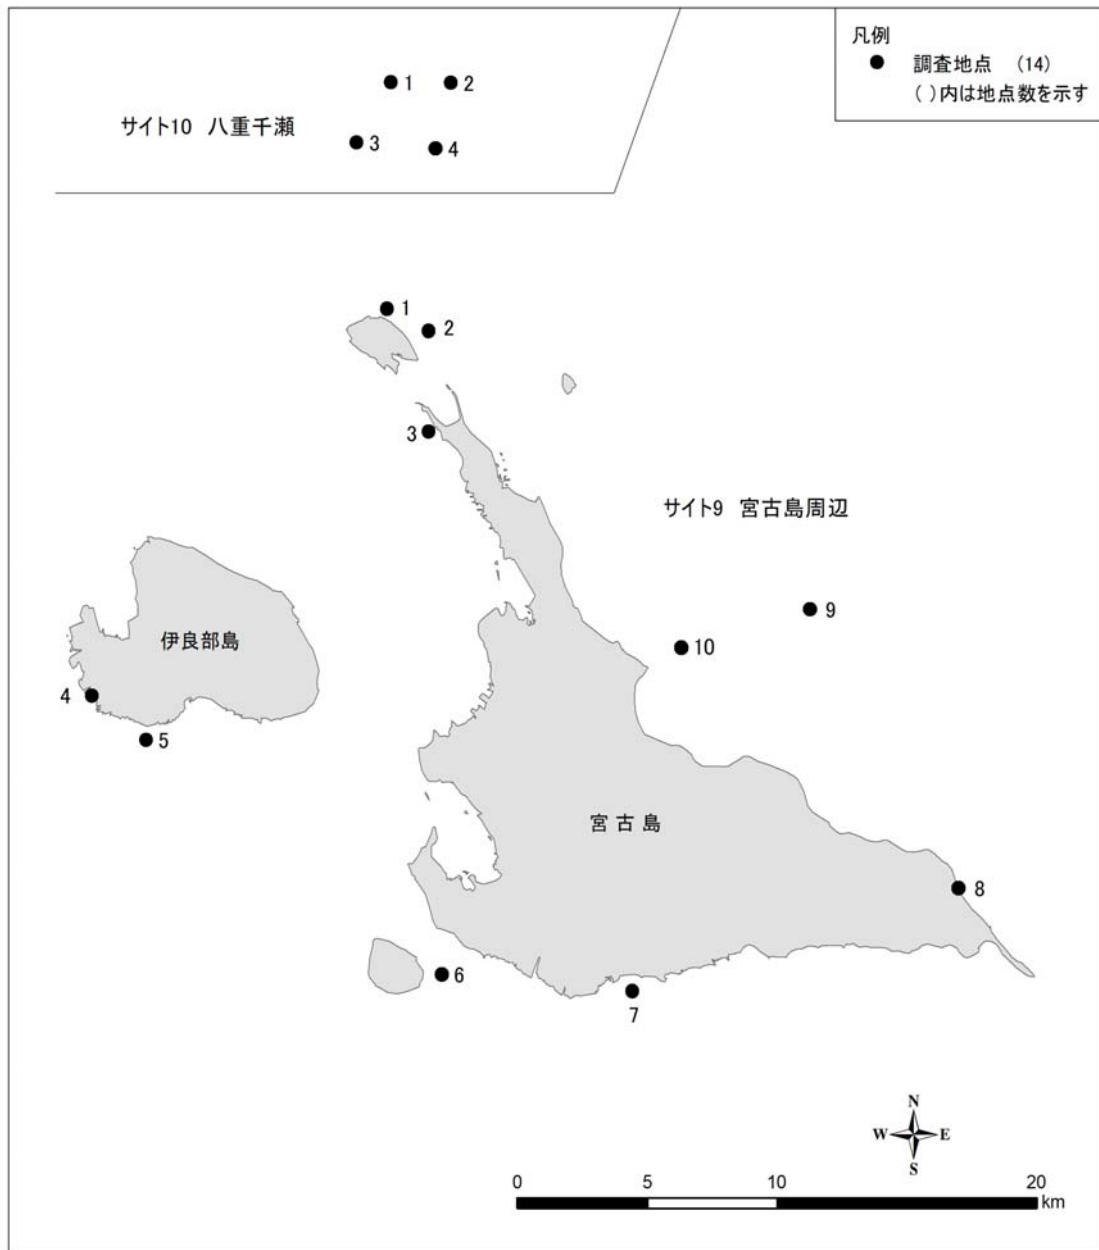 凡例
調査地点 （14）
（ ）内は地点数を示す
1
2
サイト10 八重千瀬
3
4
1
2
3
サイト9 宮古島周辺
9
伊良部島
10
4
5
宮古島
8
6
7
N
W E
S
0 5 10 20
km